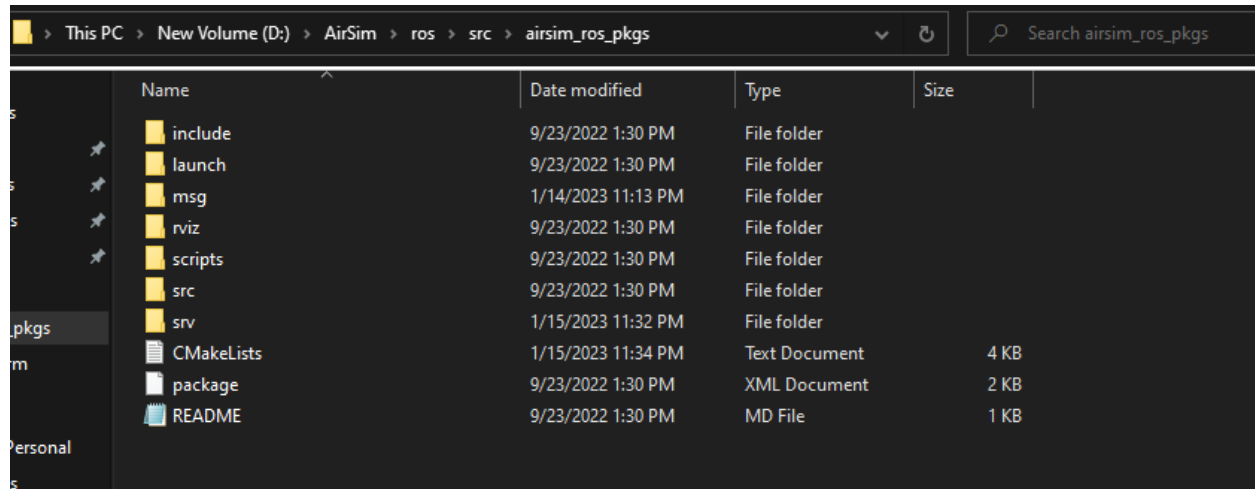 This PC > New Volume (D:) > AirSim > ros > src > airsim_ros_pkgs Search airsim_ros_pkgs
Name Date modified Type Size
include 9/23/2022 1:30 PM File folder
launch 9/23/2022 1:30 PM File folder
msg 1/14/2023 11:13 PM File folder
rviz 9/23/2022 1:30 PM File folder
scripts 9/23/2022 1:30 PM File folder
src 9/23/2022 1:30 PM File folder
_pkgs srv 1/15/2023 11:32 PM File folder
CMakeLists 1/15/2023 11:34 PM Text Document 4 KB
package 9/23/2022 1:30 PM XML Document 2 KB
README 9/23/2022 1:30 PM MD File 1 KB
Personal